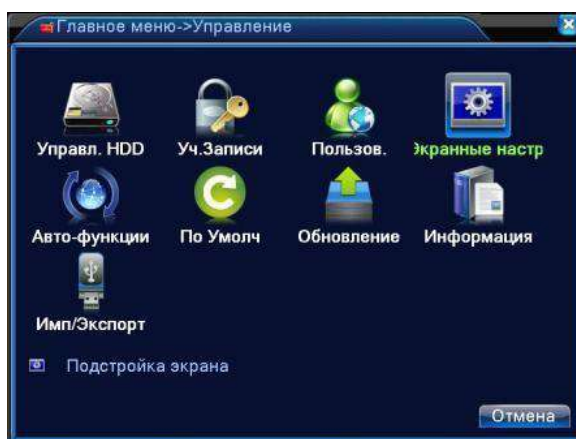 Главное меню->Управление
Управл. HDD Уч.Записи Пользов. Экранные настр
Авто-функции По Умолч Обновление Информация
Имп/Экспорт
Подстройка экрана
Отмена